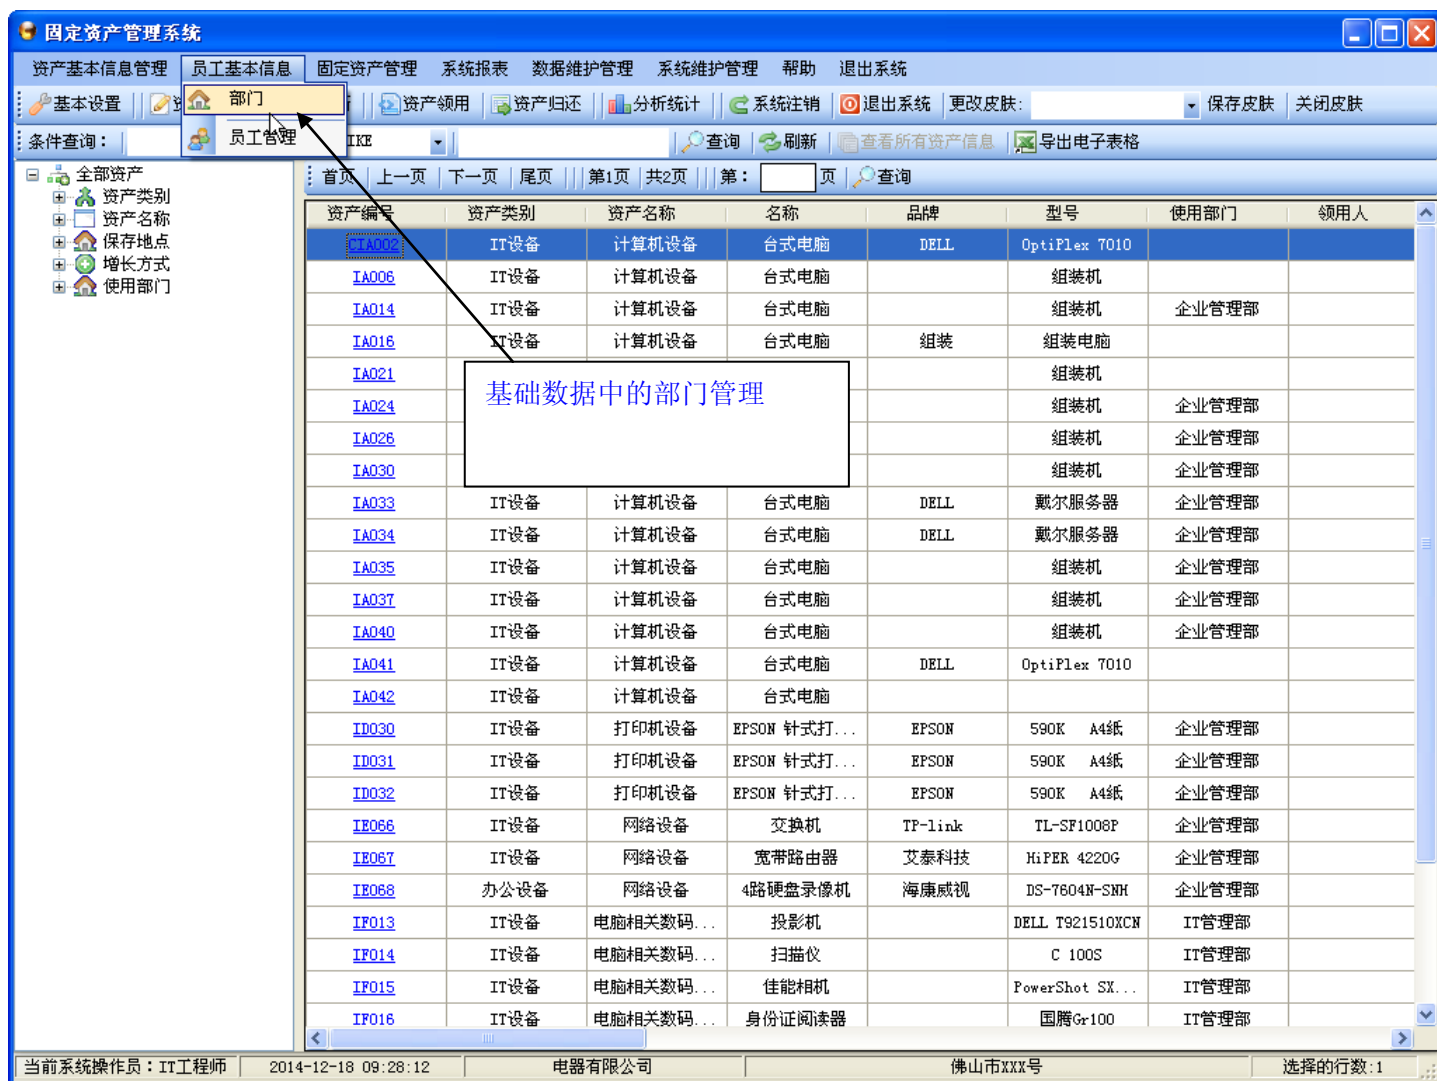 固定资产管理系统
资产基本信息管理 员工基本信息 固定资产管理 系统报表 数据维护管理 系统维护管理 帮助 退出系统
基本设置 资产领用 资产归还 分析统计 系统注销 退出系统 更改皮肤: 保存皮肤 关闭皮肤
部门
员工管理
条件查询： 查询 刷新 查看所有资产信息 导出电子表格
首页 上一页 下一页 尾页 第1页 共2页 第： 页 查询
全部资产
资产类别
资产名称
保存地点
增长方式
使用部门
资产编号 资产类别 资产名称 名称 品牌 型号 使用部门 领用人
CIA002 IT设备 计算机设备 台式电脑 DELL OptiPlex 7010
IA006 IT设备 计算机设备 台式电脑 组装机
IA014 IT设备 计算机设备 台式电脑 组装机 企业管理部
IA016 IT设备 计算机设备 台式电脑 组装 组装电脑
IA021 组装机
IA024 组装机 企业管理部
IA026 组装机 企业管理部
IA030 组装机 企业管理部
基础数据中的部门管理
IA033 IT设备 计算机设备 台式电脑 DELL 戴尔服务器 企业管理部
IA034 IT设备 计算机设备 台式电脑 DELL 戴尔服务器 企业管理部
IA035 IT设备 计算机设备 台式电脑 组装机 企业管理部
IA037 IT设备 计算机设备 台式电脑 组装机 企业管理部
IA040 IT设备 计算机设备 台式电脑 组装机 企业管理部
IA041 IT设备 计算机设备 台式电脑 DELL OptiPlex 7010
IA042 IT设备 计算机设备 台式电脑
ID030 IT设备 打印机设备 EPSON 针式打... EPSON 590K A4纸 企业管理部
ID031 IT设备 打印机设备 EPSON 针式打... EPSON 590K A4纸 企业管理部
ID032 IT设备 打印机设备 EPSON 针式打... EPSON 590K A4纸 企业管理部
IE066 IT设备 网络设备 交换机 TP-link TL-SF1008P 企业管理部
IE067 IT设备 网络设备 宽带路由器 艾泰科技 HiPER 4220G 企业管理部
IE068 办公设备 网络设备 4路硬盘录像机 海康威视 DS-7604N-SNH 企业管理部
IF013 IT设备 电脑相关数码... 投影机 DELL T921510XCN IT管理部
IF014 IT设备 电脑相关数码... 扫描仪 C 100S IT管理部
IF015 IT设备 电脑相关数码... 佳能相机 PowerShot SX... IT管理部
IF016 IT设备 电脑相关数码... 身份证阅读器 国腾Gr100 IT管理部
当前系统操作员：IT工程师 2014-12-18 09:28:12 电器有限公司 佛山市XXX号 选择的行数:1